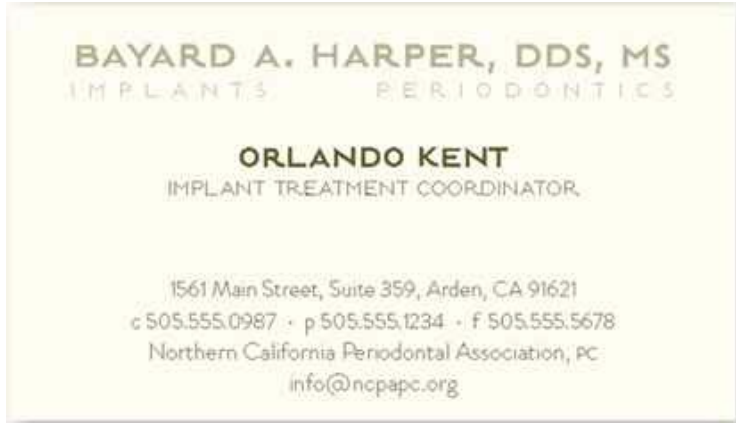 BAYARD A. HARPER, DDS, MS
IMPLANTS PERIODONTICS
ORLANDO KENT
IMPLANT TREATMENT COORDINATOR
1561 Main Street, Suite 359, Arden, CA 91621
c 505.555.0987 · p 505.555.1234 · f 505.555.5678
Northern California Periodontal Association, PC
info@ncpapc.org